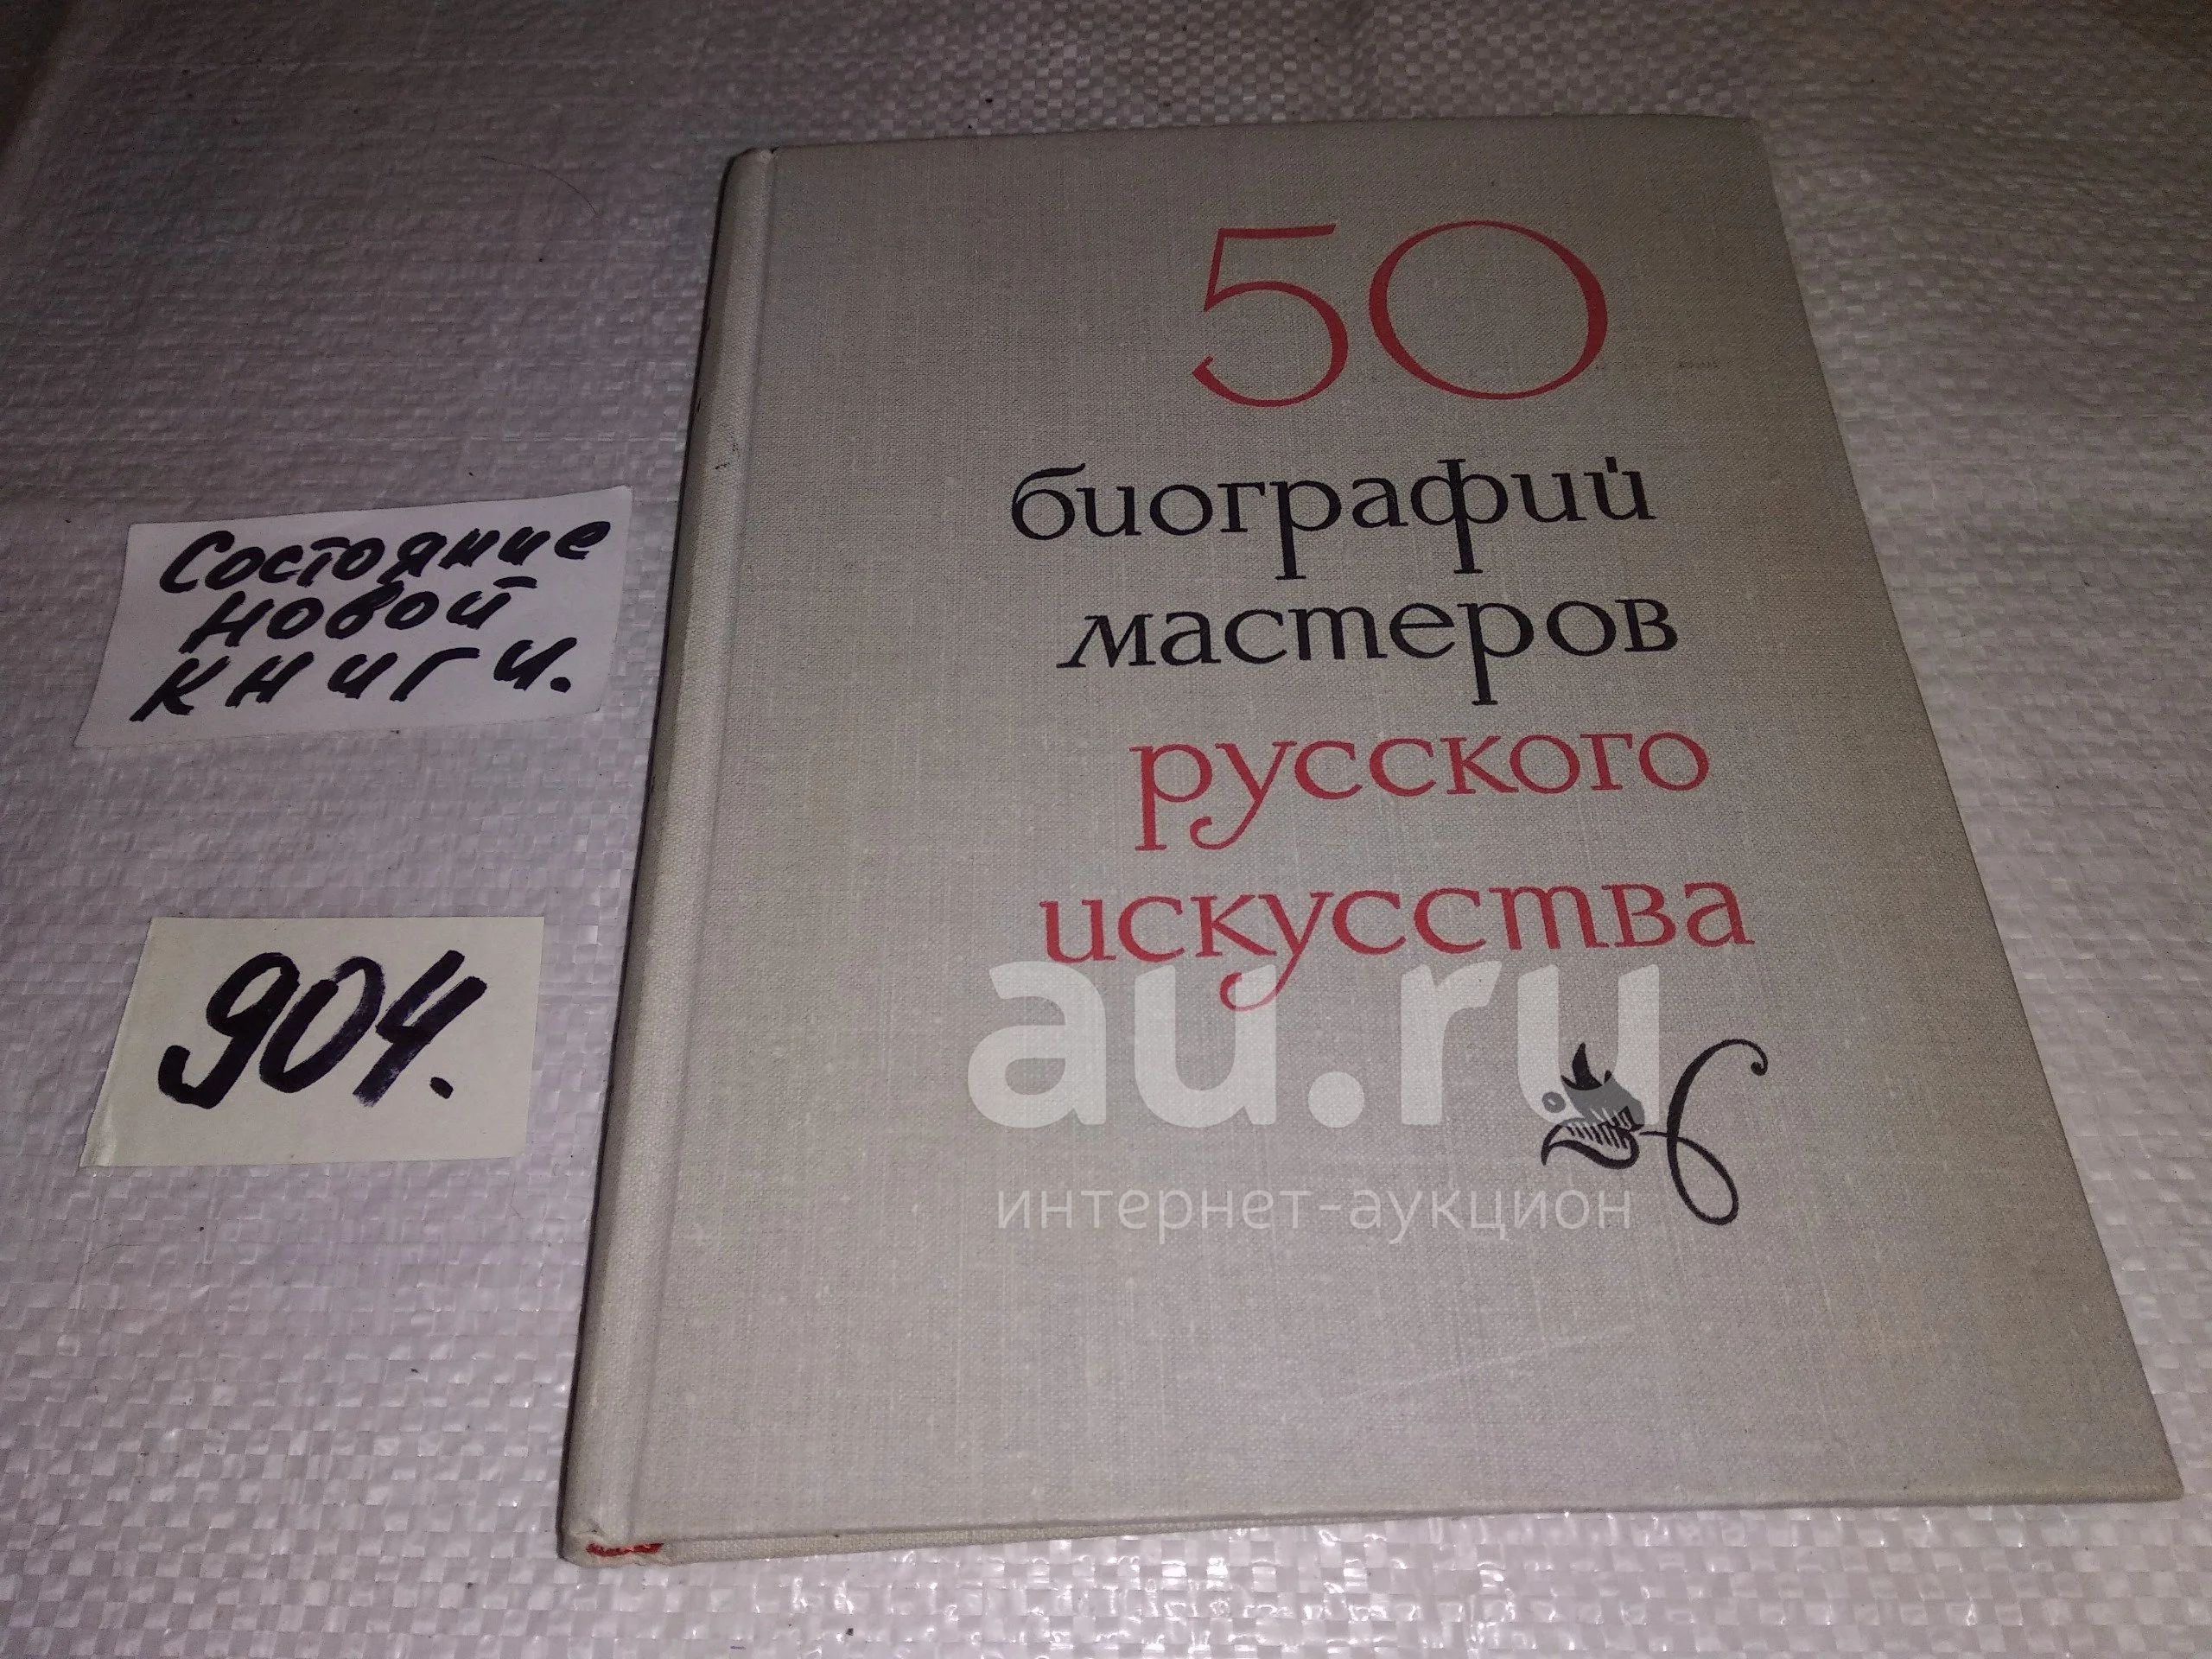 Состояние
новой
книги.
904.
50
биографий
мастеров
русского
искусства
au.ru
интернет-аукцион